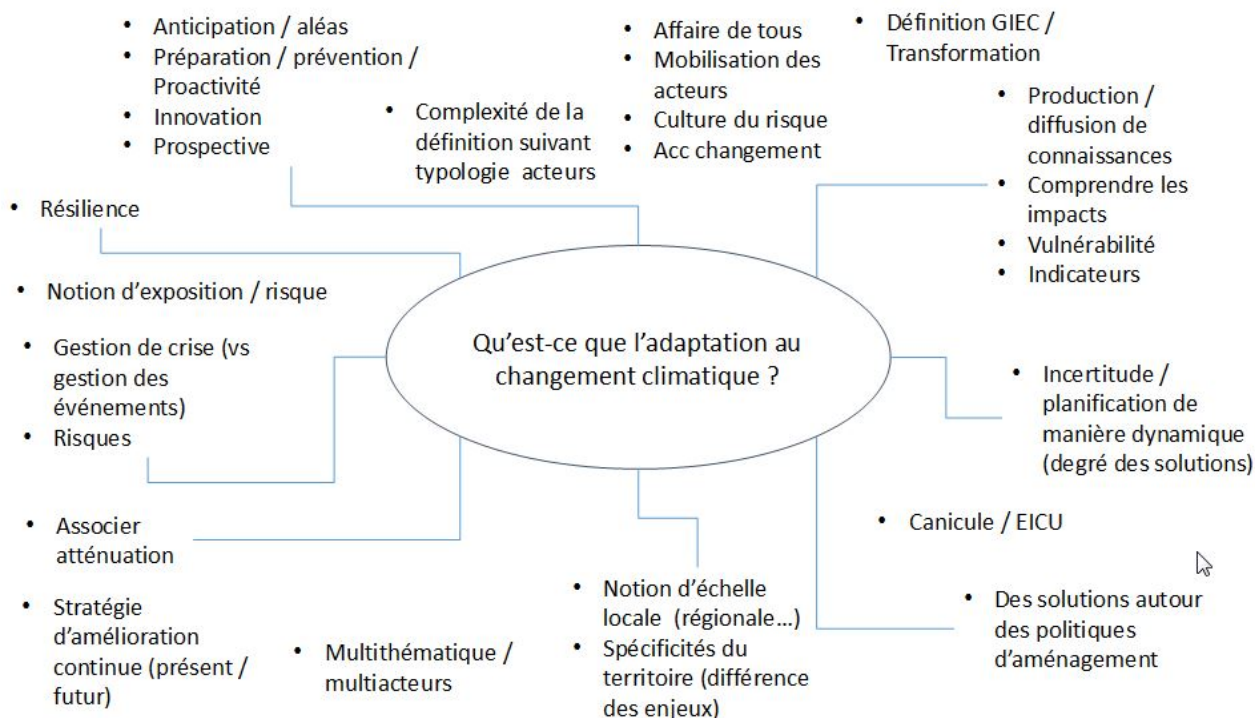 • Anticipation / aléas
• Préparation / prévention /
Proactivité
• Innovation
• Prospective
• Complexité de la
définition suivant
typologie acteurs
• Affaire de tous
• Mobilisation des
acteurs
• Culture du risque
• Acc changement
• Définition GIEC /
Transformation
• Production /
diffusion de
connaissances
• Comprendre les
impacts
• Vulnérabilité
• Indicateurs
• Résilience
• Notion d’exposition / risque
• Gestion de crise (vs
gestion des
événements)
• Risques
Qu’est-ce que l’adaptation au
changement climatique ?
• Incertitude /
planification de
manière dynamique
(degré des solutions)
• Canicule / EICU
• Associer
atténuation
• Stratégie
d’amélioration
continue (présent /
futur)
• Multithématique /
multiacteurs
• Notion d’échelle
locale (régionale…)
• Spécificités du
territoire (différence
des enjeux)
• Des solutions autour
des politiques
d’aménagement